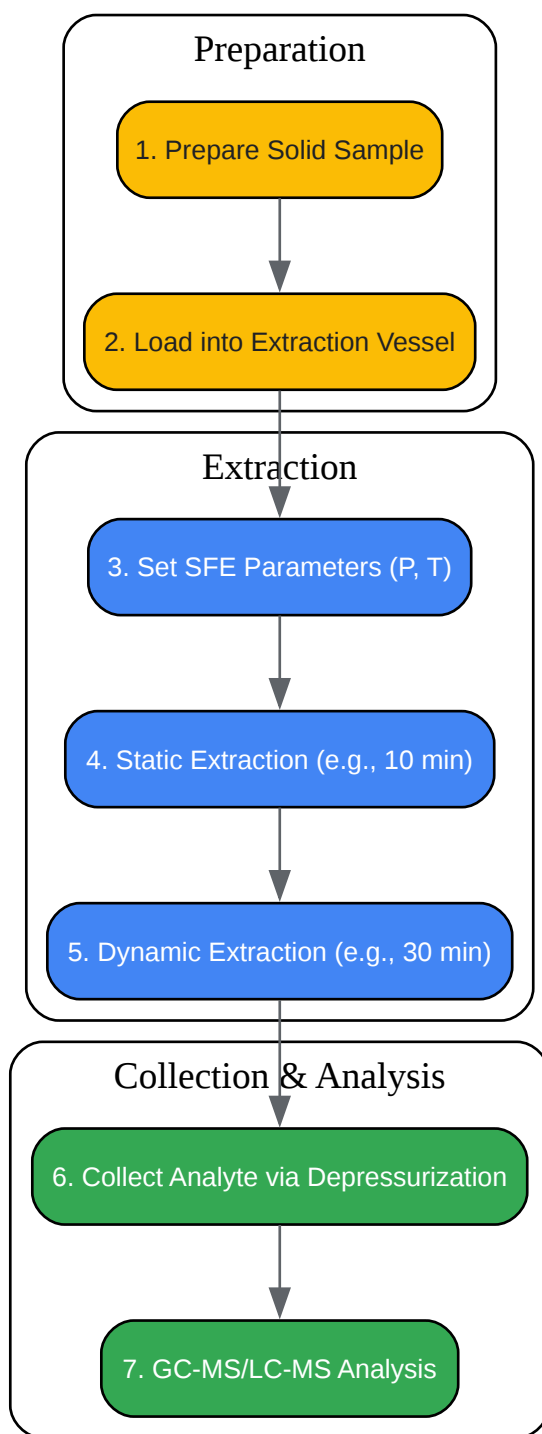 Preparation
1. Prepare Solid Sample
2. Load into Extraction Vessel
Extraction
3. Set SFE Parameters (P, T)
4. Static Extraction (e.g., 10 min)
5. Dynamic Extraction (e.g., 30 min)
Collection & Analysis
6. Collect Analyte via Depressurization
7. GC-MS/LC-MS Analysis